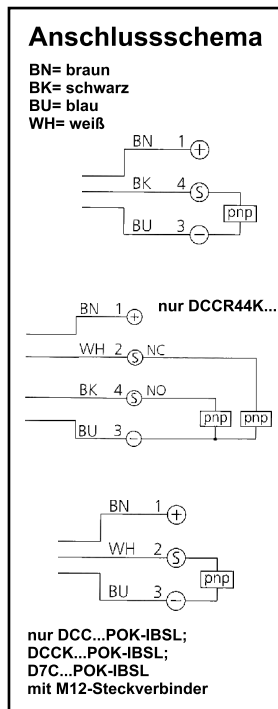 Anschlussschema
BN= braun
BK= schwarz
BU= blau
WH= weiß
BN 1 +
BK 4 S
pnp
BU 3 −
nur DCCR44K...
BN 1 +
WH 2 S NC
BK 4 S NO
pnp pnp
BU 3 −
BN 1 +
WH 2 S
pnp
BU 3 −
nur DCC...POK-IBSL;
DCCK...POK-IBSL;
D7C...POK-IBSL
mit M12-Steckverbinder